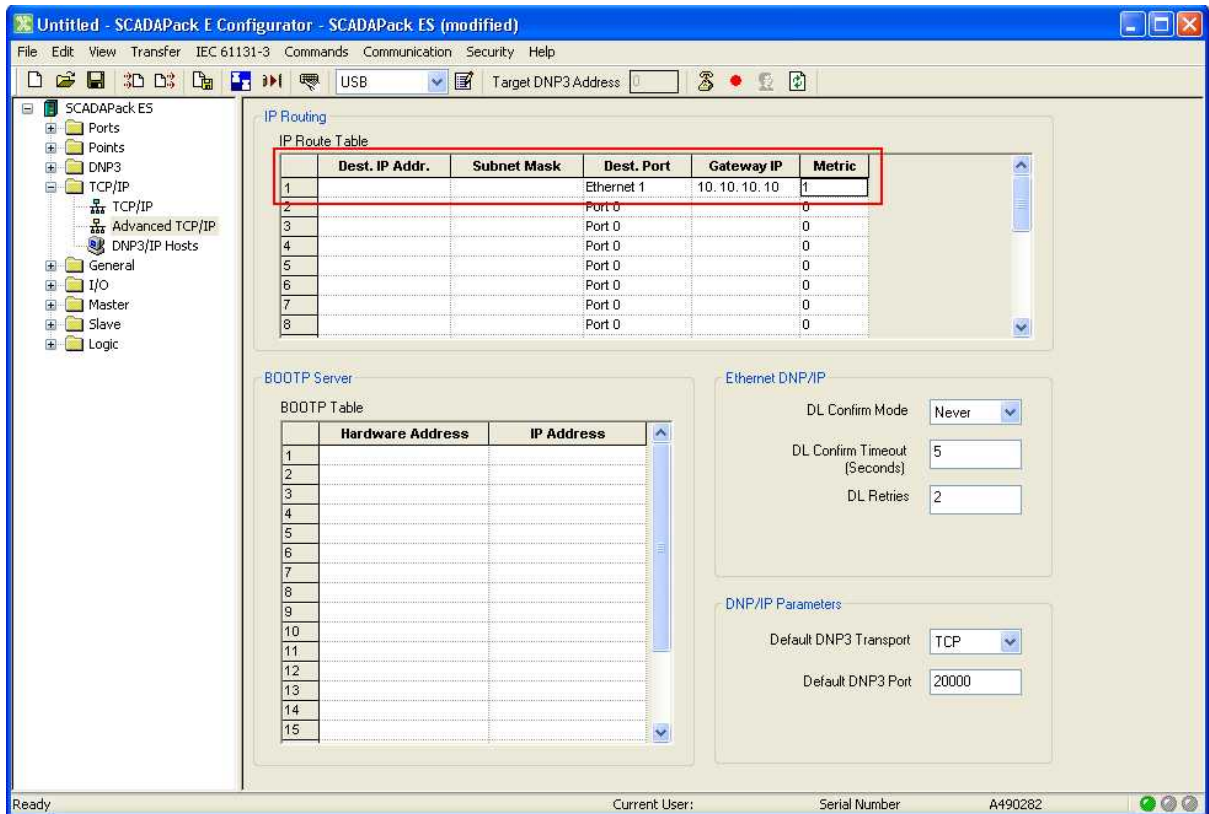 Untitled - SCADAPack E Configurator - SCADAPack ES (modified)
File Edit View Transfer IEC 61131-3 Commands Communication Security Help
USB Target DNP3 Address 0
SCADAPack ES
Ports
Points
DNP3
TCP/IP
TCP/IP
Advanced TCP/IP
DNP3/IP Hosts
General
I/O
Master
Slave
Logic
IP Routing
IP Route Table
Dest. IP Addr. Subnet Mask Dest. Port Gateway IP Metric
1 Ethernet 1 10. 10. 10. 10 1
2 Port 0 0
3 Port 0 0
4 Port 0 0
5 Port 0 0
6 Port 0 0
7 Port 0 0
8 Port 0 0
BOOTP Server
BOOTP Table
Hardware Address IP Address
1
2
3
4
5
6
7
8
9
10
11
12
13
14
15
Ethernet DNP/IP
DL Confirm Mode Never
DL Confirm Timeout
(Seconds) 5
DL Retries 2
DNP/IP Parameters
Default DNP3 Transport TCP
Default DNP3 Port 20000
Ready Current User: Serial Number A490282